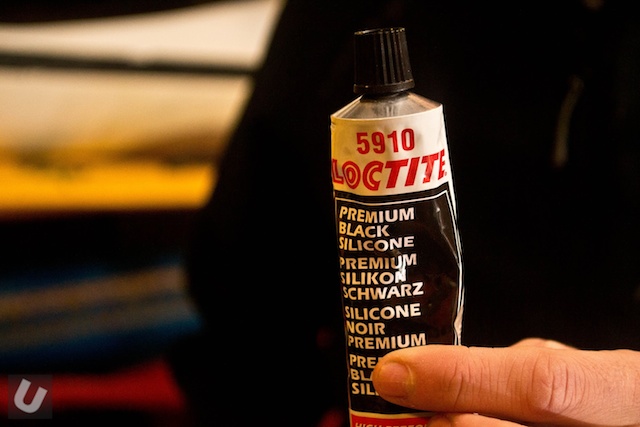 5910
LOCTITE
PREMIUM
BLACK
SILICONE
PREMIUM
SILIKON
SCHWARZ
SILICONE
NOIR
PREMIUM
U